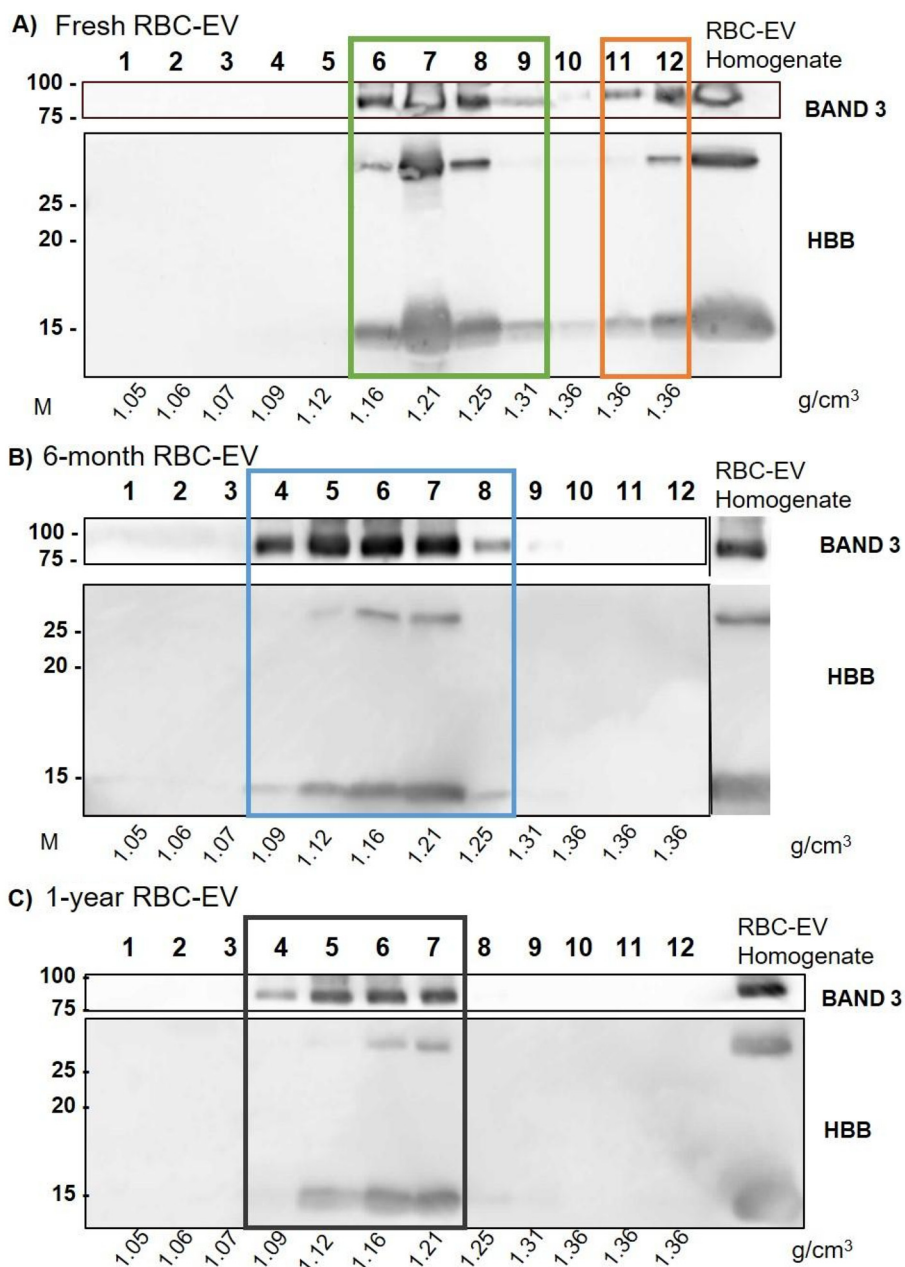 A) Fresh RBC-EV
RBC-EV
Homogenate
1 2 3 4 5 6 7 8 9 10 11 12
100 -
75 -
BAND 3
25 -
20 -
15 -
HBB
M 1.05 1.06 1.07 1.09 1.12 1.16 1.21 1.25 1.31 1.36 1.36 1.36 g/cm³
B) 6-month RBC-EV
RBC-EV
Homogenate
1 2 3 4 5 6 7 8 9 10 11 12
100 -
75 -
BAND 3
25 -
20 -
15 -
HBB
M 1.05 1.06 1.07 1.09 1.12 1.16 1.21 1.25 1.31 1.36 1.36 1.36 g/cm³
C) 1-year RBC-EV
RBC-EV
Homogenate
1 2 3 4 5 6 7 8 9 10 11 12
100 -
75 -
BAND 3
25 -
20 -
15 -
HBB
1.05 1.06 1.07 1.09 1.12 1.16 1.21 1.25 1.31 1.36 1.36 1.36 g/cm³